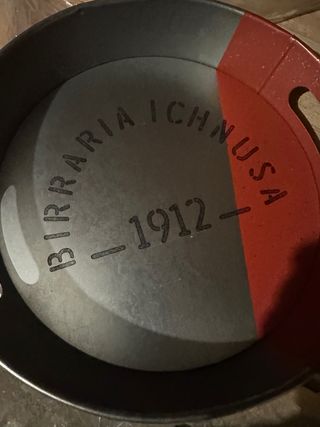 BIRRARIA ICHNUSA
— 1912 —